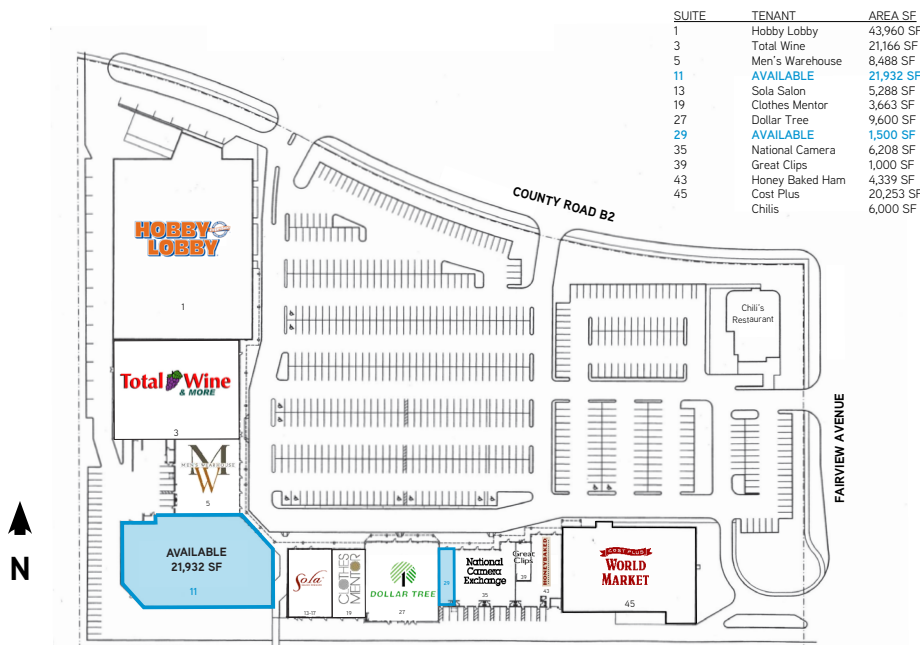 SUITE TENANT AREA SF
1 Hobby Lobby 43,960 SF
3 Total Wine 21,166 SF
5 Men's Warehouse 8,488 SF
11 AVAILABLE 21,932 SF
13 Sola Salon 5,288 SF
19 Clothes Mentor 3,663 SF
27 Dollar Tree 9,600 SF
29 AVAILABLE 1,500 SF
35 National Camera 6,208 SF
39 Great Clips 1,000 SF
43 Honey Baked Ham 4,339 SF
45 Cost Plus 20,253 SF
Chilis 6,000 SF
COUNTY ROAD B2
HOBBY
LOBBY
1
Chili's
Restaurant
Total Wine
& MORE
3
FAIRVIEW AVENUE
MW
MEN'S WEARHOUSE
5
N
AVAILABLE
21,932 SF
11
Sola
13-17
CLOTHES
MENTOR
19
DOLLAR TREE
27
29
National
Camera
Exchange
35
Great
Clips
39
HONEYBAKED
43
COST PLUS
WORLD
MARKET
45